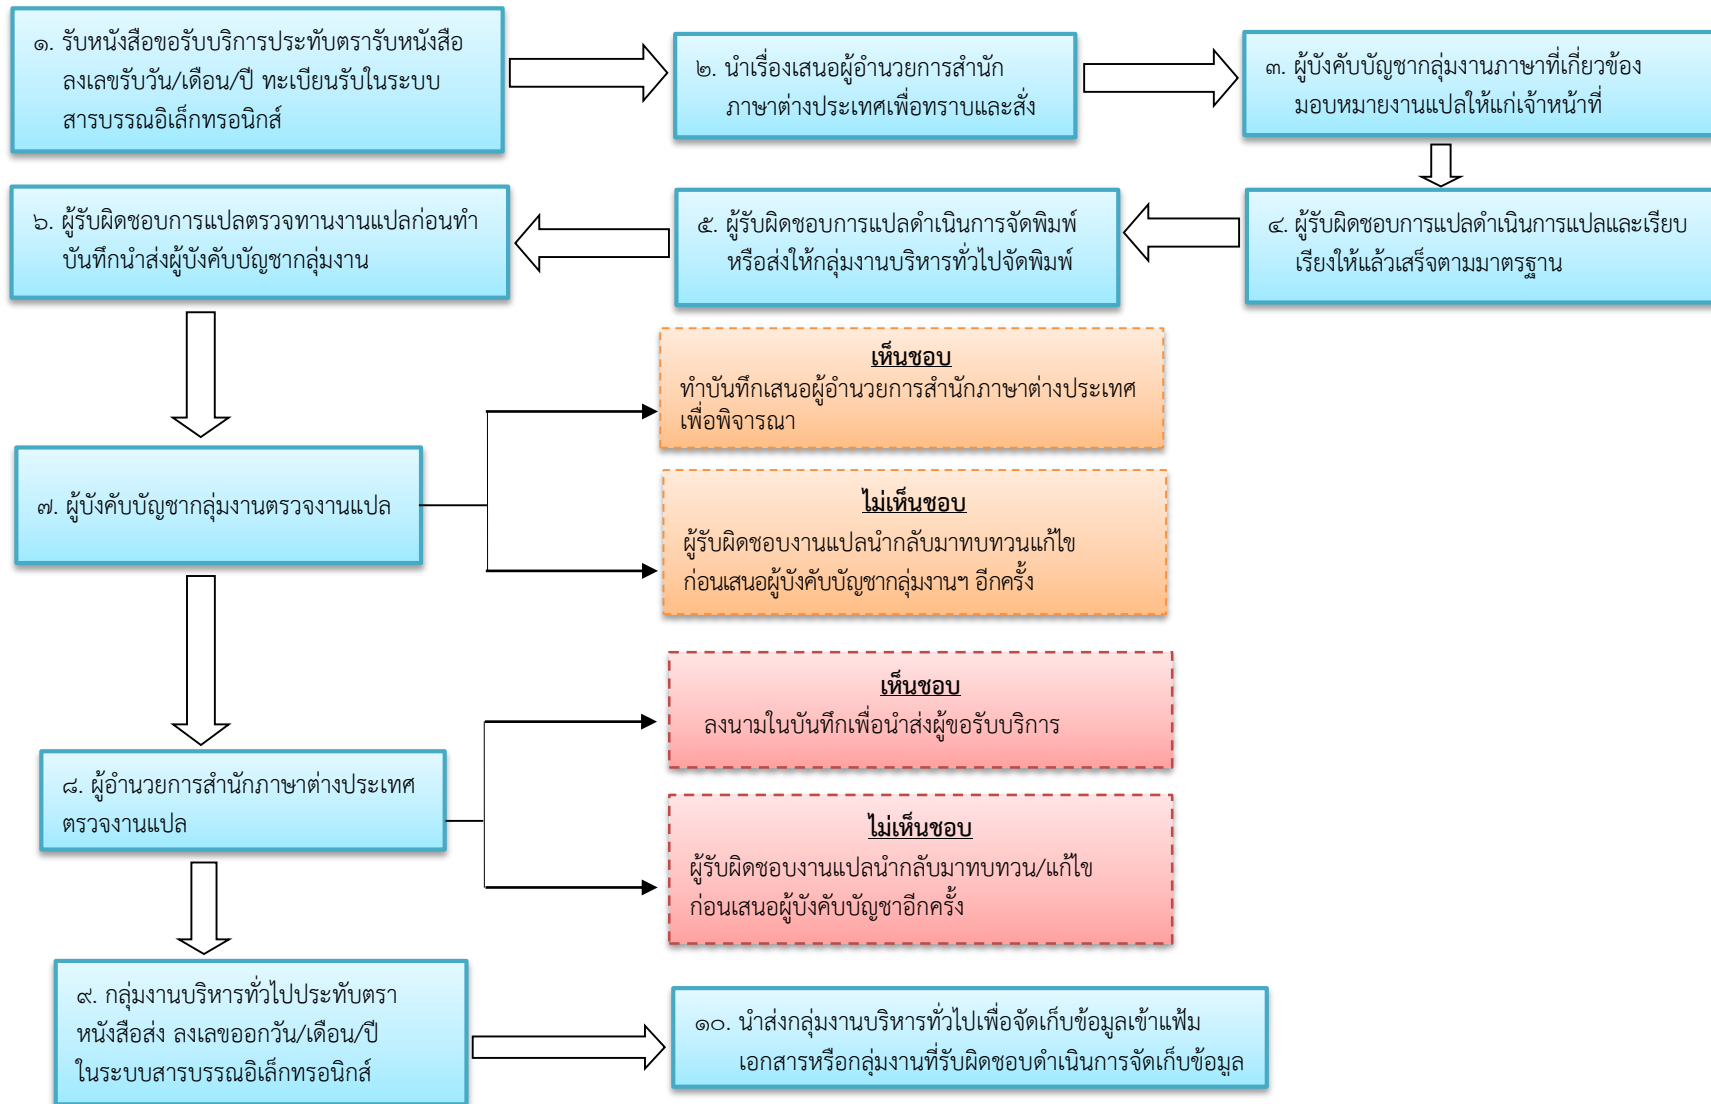 ๑. รับหนังสือขอรับบริการประทับตรารับหนังสือ
ลงเลขรับวัน/เดือน/ปี ทะเบียนรับในระบบ
สารบรรณอิเล็กทรอนิกส์
๒. นำเรื่องเสนอผู้อำนวยการสำนัก
ภาษาต่างประเทศเพื่อทราบและสั่ง
๓. ผู้บังคับบัญชากลุ่มงานภาษาที่เกี่ยวข้อง
มอบหมายงานแปลให้แก่เจ้าหน้าที่
๔. ผู้รับผิดชอบการแปลดำเนินการแปลและเรียบ
เรียงให้แล้วเสร็จตามมาตรฐาน
๕. ผู้รับผิดชอบการแปลดำเนินการจัดพิมพ์
หรือส่งให้กลุ่มงานบริหารทั่วไปจัดพิมพ์
๖. ผู้รับผิดชอบการแปลตรวจทานงานแปลก่อนทำ
บันทึกนำส่งผู้บังคับบัญชากลุ่มงาน
๗. ผู้บังคับบัญชากลุ่มงานตรวจงานแปล
เห็นชอบ
ทำบันทึกเสนอผู้อำนวยการสำนักภาษาต่างประเทศ
เพื่อพิจารณา
ไม่เห็นชอบ
ผู้รับผิดชอบงานแปลนำกลับมาทบทวนแก้ไข
ก่อนเสนอผู้บังคับบัญชากลุ่มงานฯ อีกครั้ง
๘. ผู้อำนวยการสำนักภาษาต่างประเทศ
ตรวจงานแปล
เห็นชอบ
ลงนามในบันทึกเพื่อนำส่งผู้ขอรับบริการ
ไม่เห็นชอบ
ผู้รับผิดชอบงานแปลนำกลับมาทบทวน/แก้ไข
ก่อนเสนอผู้บังคับบัญชาอีกครั้ง
๙. กลุ่มงานบริหารทั่วไปประทับตรา
หนังสือส่ง ลงเลขออกวัน/เดือน/ปี
ในระบบสารบรรณอิเล็กทรอนิกส์
๑๐. นำส่งกลุ่มงานบริหารทั่วไปเพื่อจัดเก็บข้อมูลเข้าแฟ้ม
เอกสารหรือกลุ่มงานที่รับผิดชอบดำเนินการจัดเก็บข้อมูล